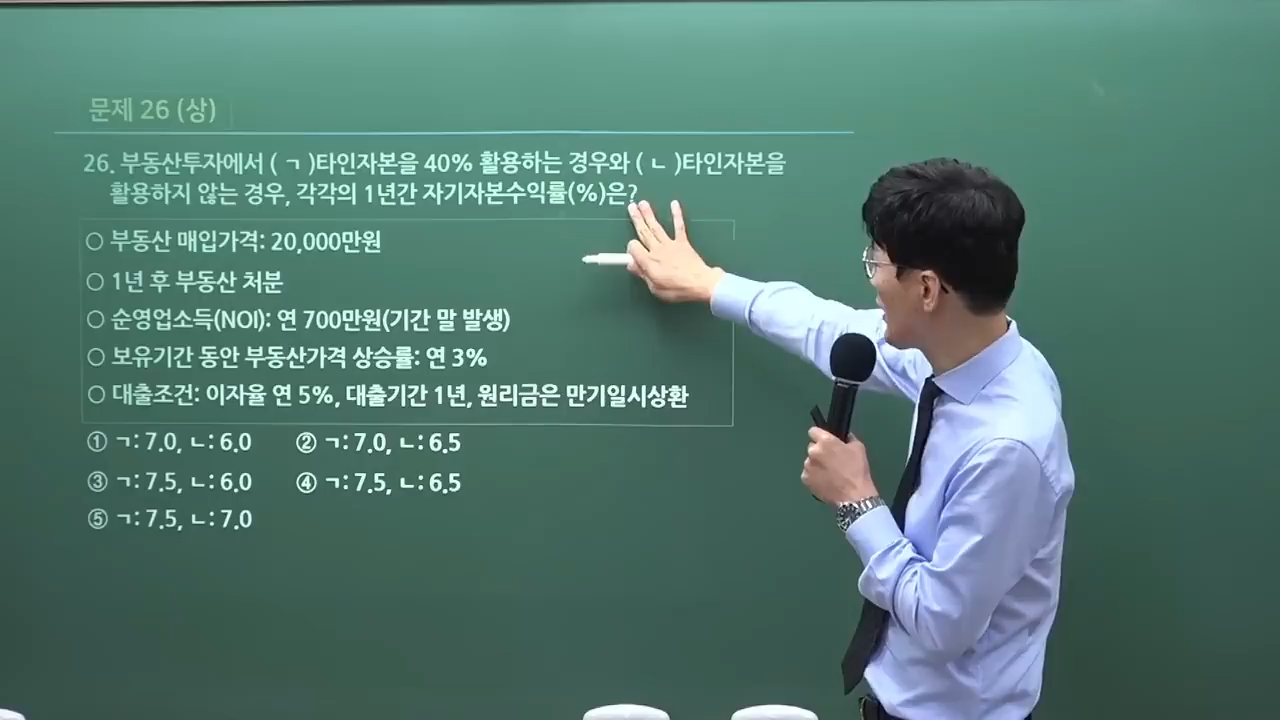 문제 26 (상)
26. 부동산투자에서 ( ㄱ )타인자본을 40% 활용하는 경우와 ( ㄴ )타인자본을
활용하지 않는 경우, 각각의 1년간 자기자본수익률(%)은?
○ 부동산 매입가격: 20,000만원
○ 1년 후 부동산 처분
○ 순영업소득(NOI): 연 700만원(기간 말 발생)
○ 보유기간 동안 부동산가격 상승률: 연 3%
○ 대출조건: 이자율 연 5%, 대출기간 1년, 원리금은 만기일시상환
① ㄱ: 7.0, ㄴ: 6.0 ② ㄱ: 7.0, ㄴ: 6.5
③ ㄱ: 7.5, ㄴ: 6.0 ④ ㄱ: 7.5, ㄴ: 6.5
⑤ ㄱ: 7.5, ㄴ: 7.0